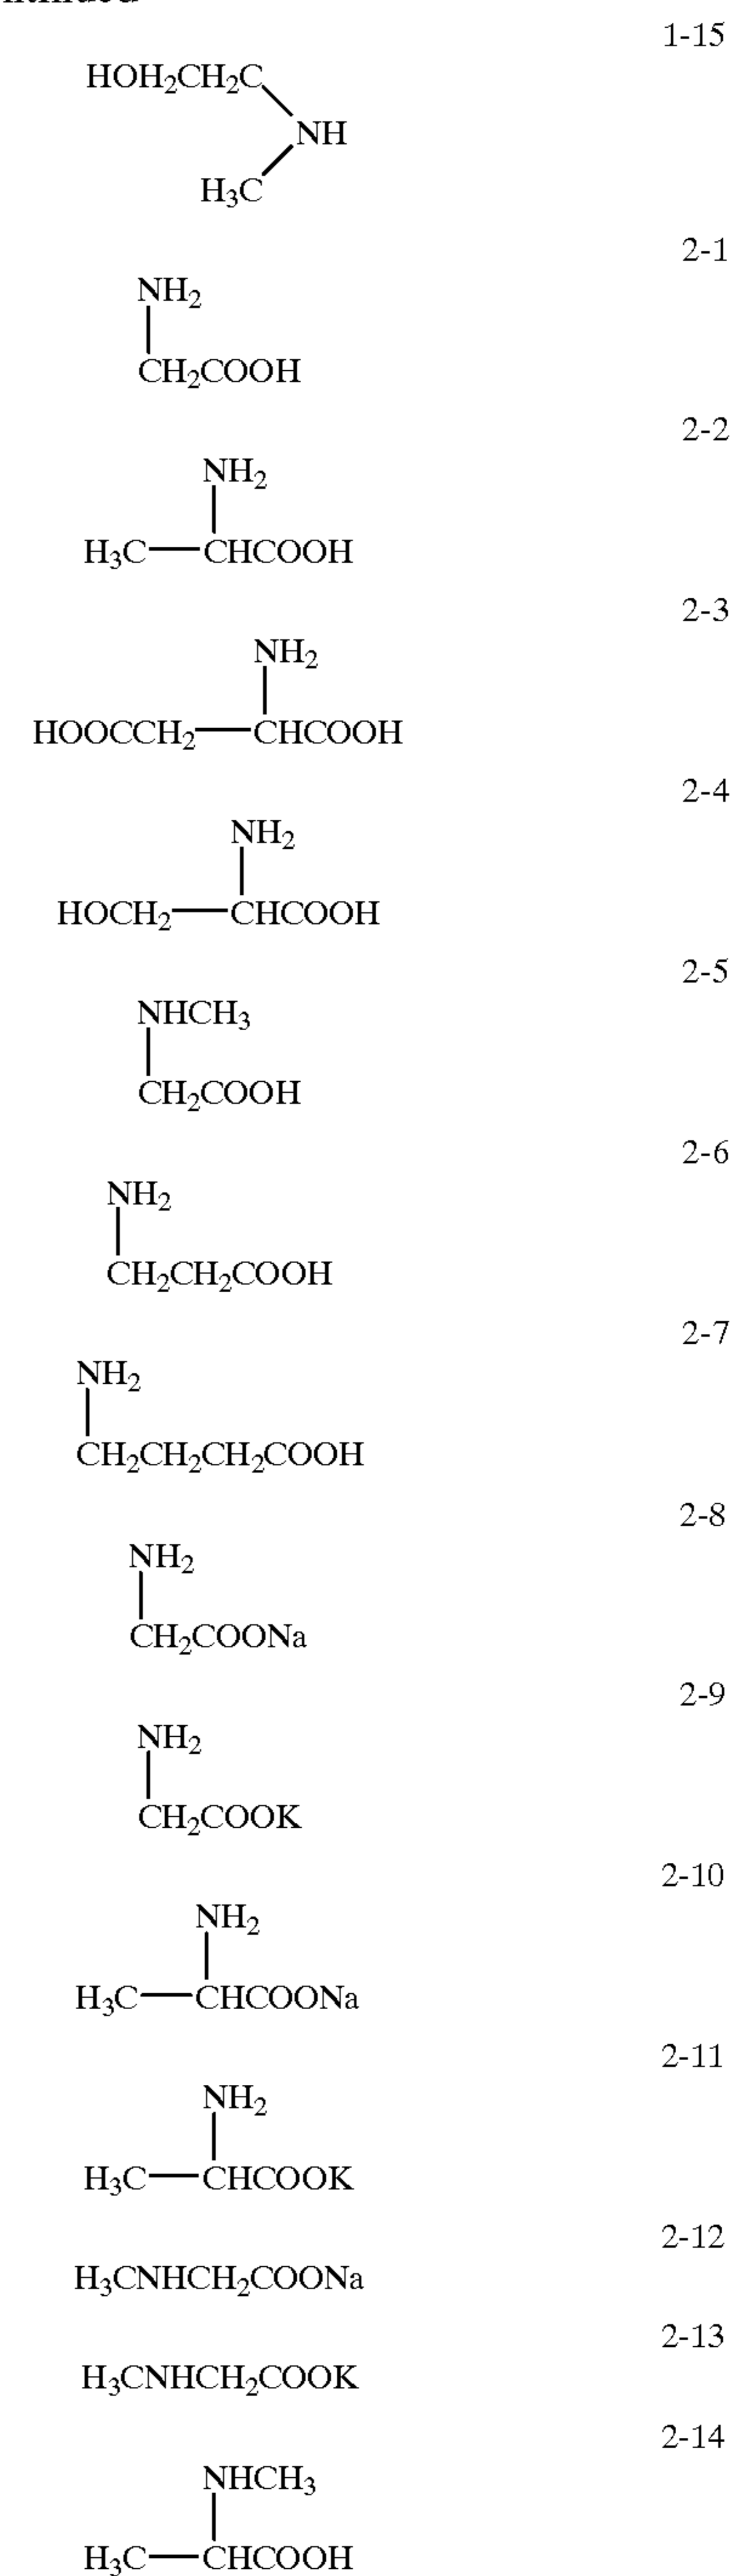 1-15
HOH₂CH₂C
NH
H₃C
2-1
NH₂
CH₂COOH
2-2
NH₂
H₃C—CHCOOH
2-3
NH₂
HOOCCH₂—CHCOOH
2-4
NH₂
HOCH₂—CHCOOH
2-5
NHCH₃
CH₂COOH
2-6
NH₂
CH₂CH₂COOH
2-7
NH₂
CH₂CH₂CH₂COOH
2-8
NH₂
CH₂COONa
2-9
NH₂
CH₂COOK
2-10
NH₂
H₃C—CHCOONa
2-11
NH₂
H₃C—CHCOOK
2-12
H₃CNHCH₂COONa
2-13
H₃CNHCH₂COOK
2-14
NHCH₃
H₃C—CHCOOH